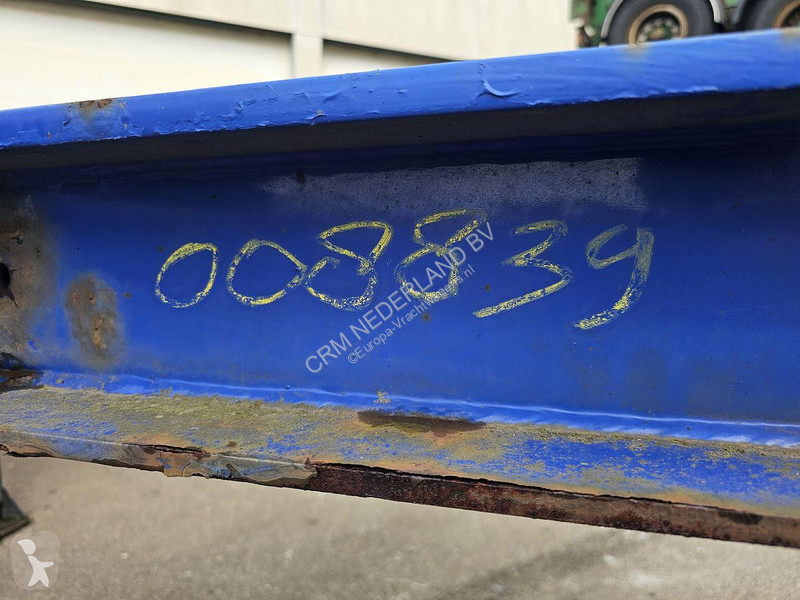 008839
CRM NEDERLAND BV
©Europa-Vrachtwagens.nl